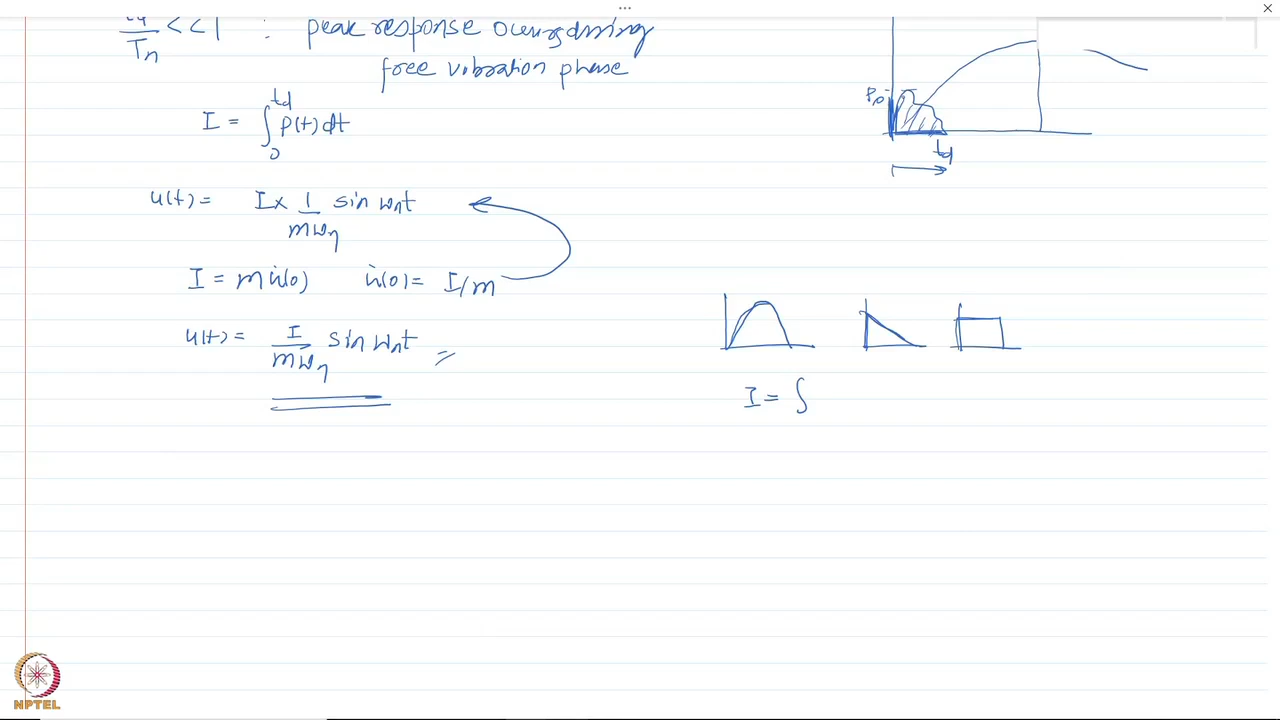 td/Tn << 1 : peak response occurs during
free vibration phase
I = ∫₀^td P(t) dt
u(t) = I × 1/mωn sin ωnt
I = m u̇(0) u̇(0) = I/m
u(t) = I/mωn sin ωnt
P₀
td
I = ∫
NPTEL